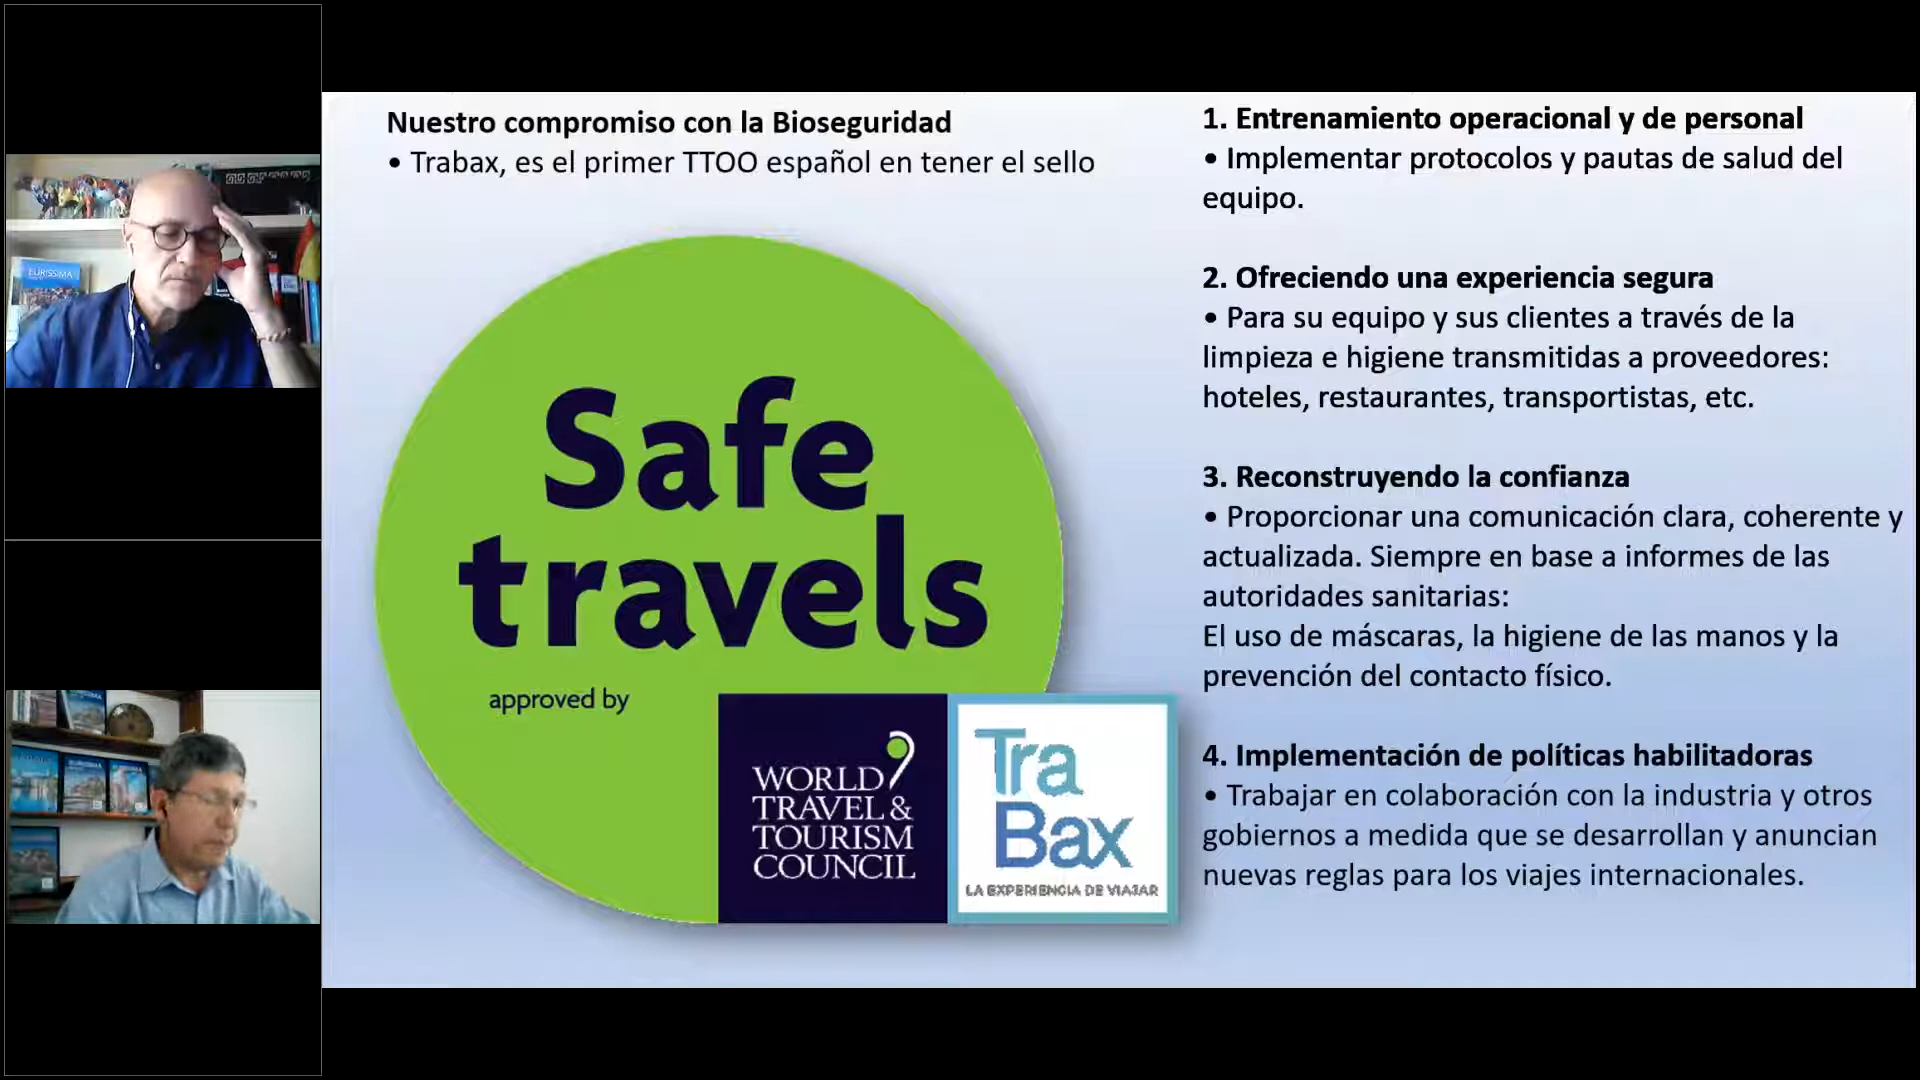 Nuestro compromiso con la Bioseguridad
• Trabax, es el primer TTOO español en tener el sello
Safe
travels
approved by
WORLD
TRAVEL &
TOURISM
COUNCIL
Tra
Bax
LA EXPERIENCIA DE VIAJAR
1. Entrenamiento operacional y de personal
• Implementar protocolos y pautas de salud del
equipo.
2. Ofreciendo una experiencia segura
• Para su equipo y sus clientes a través de la
limpieza e higiene transmitidas a proveedores:
hoteles, restaurantes, transportistas, etc.
3. Reconstruyendo la confianza
• Proporcionar una comunicación clara, coherente y
actualizada. Siempre en base a informes de las
autoridades sanitarias:
El uso de máscaras, la higiene de las manos y la
prevención del contacto físico.
4. Implementación de políticas habilitadoras
• Trabajar en colaboración con la industria y otros
gobiernos a medida que se desarrollan y anuncian
nuevas reglas para los viajes internacionales.
EURISSIMA